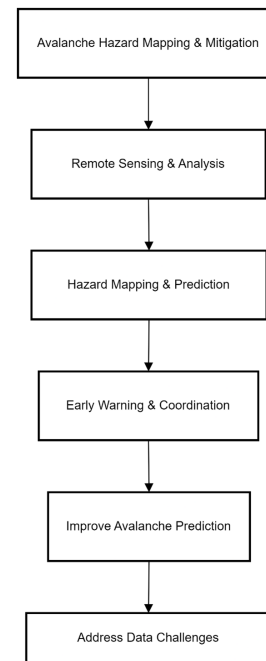 Avalanche Hazard Mapping & Mitigation
Remote Sensing & Analysis
Hazard Mapping & Prediction
Early Warning & Coordination
Improve Avalanche Prediction
Address Data Challenges